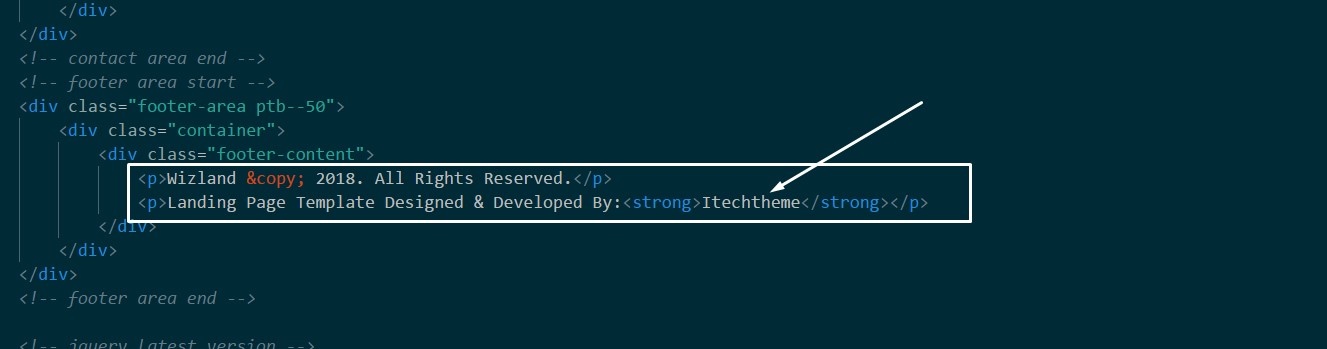 </div>
</div>
<!-- contact area end -->
<!-- footer area start -->
<div class="footer-area ptb--50">
<div class="container">
<div class="footer-content">
<p>Wizland &copy; 2018. All Rights Reserved.</p>
<p>Landing Page Template Designed & Developed By:<strong>Itechtheme</strong></p>
</div>
</div>
</div>
<!-- footer area end -->
<!-- jquery latest version -->